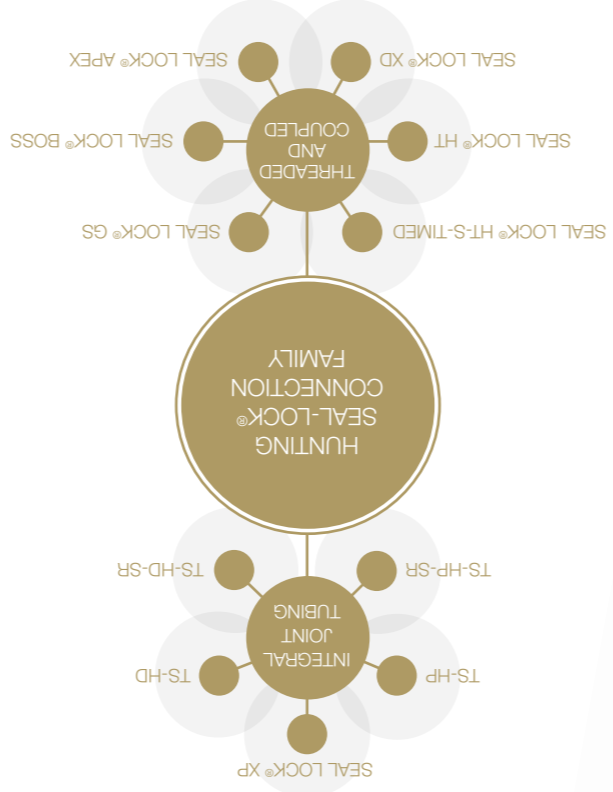 SEAL LOCK® XP
TS-HP
TS-HD
INTEGRAL
JOINT
TUBING
TS-HP-SR
TS-HD-SR
HUNTING
SEAL-LOCK®
CONNECTION
FAMILY
SEAL LOCK® HT-S-TIMED
SEAL LOCK® GS
THREADED
AND
COUPLED
SEAL LOCK® HT
SEAL LOCK® BOSS
SEAL LOCK® XD
SEAL LOCK® APEX